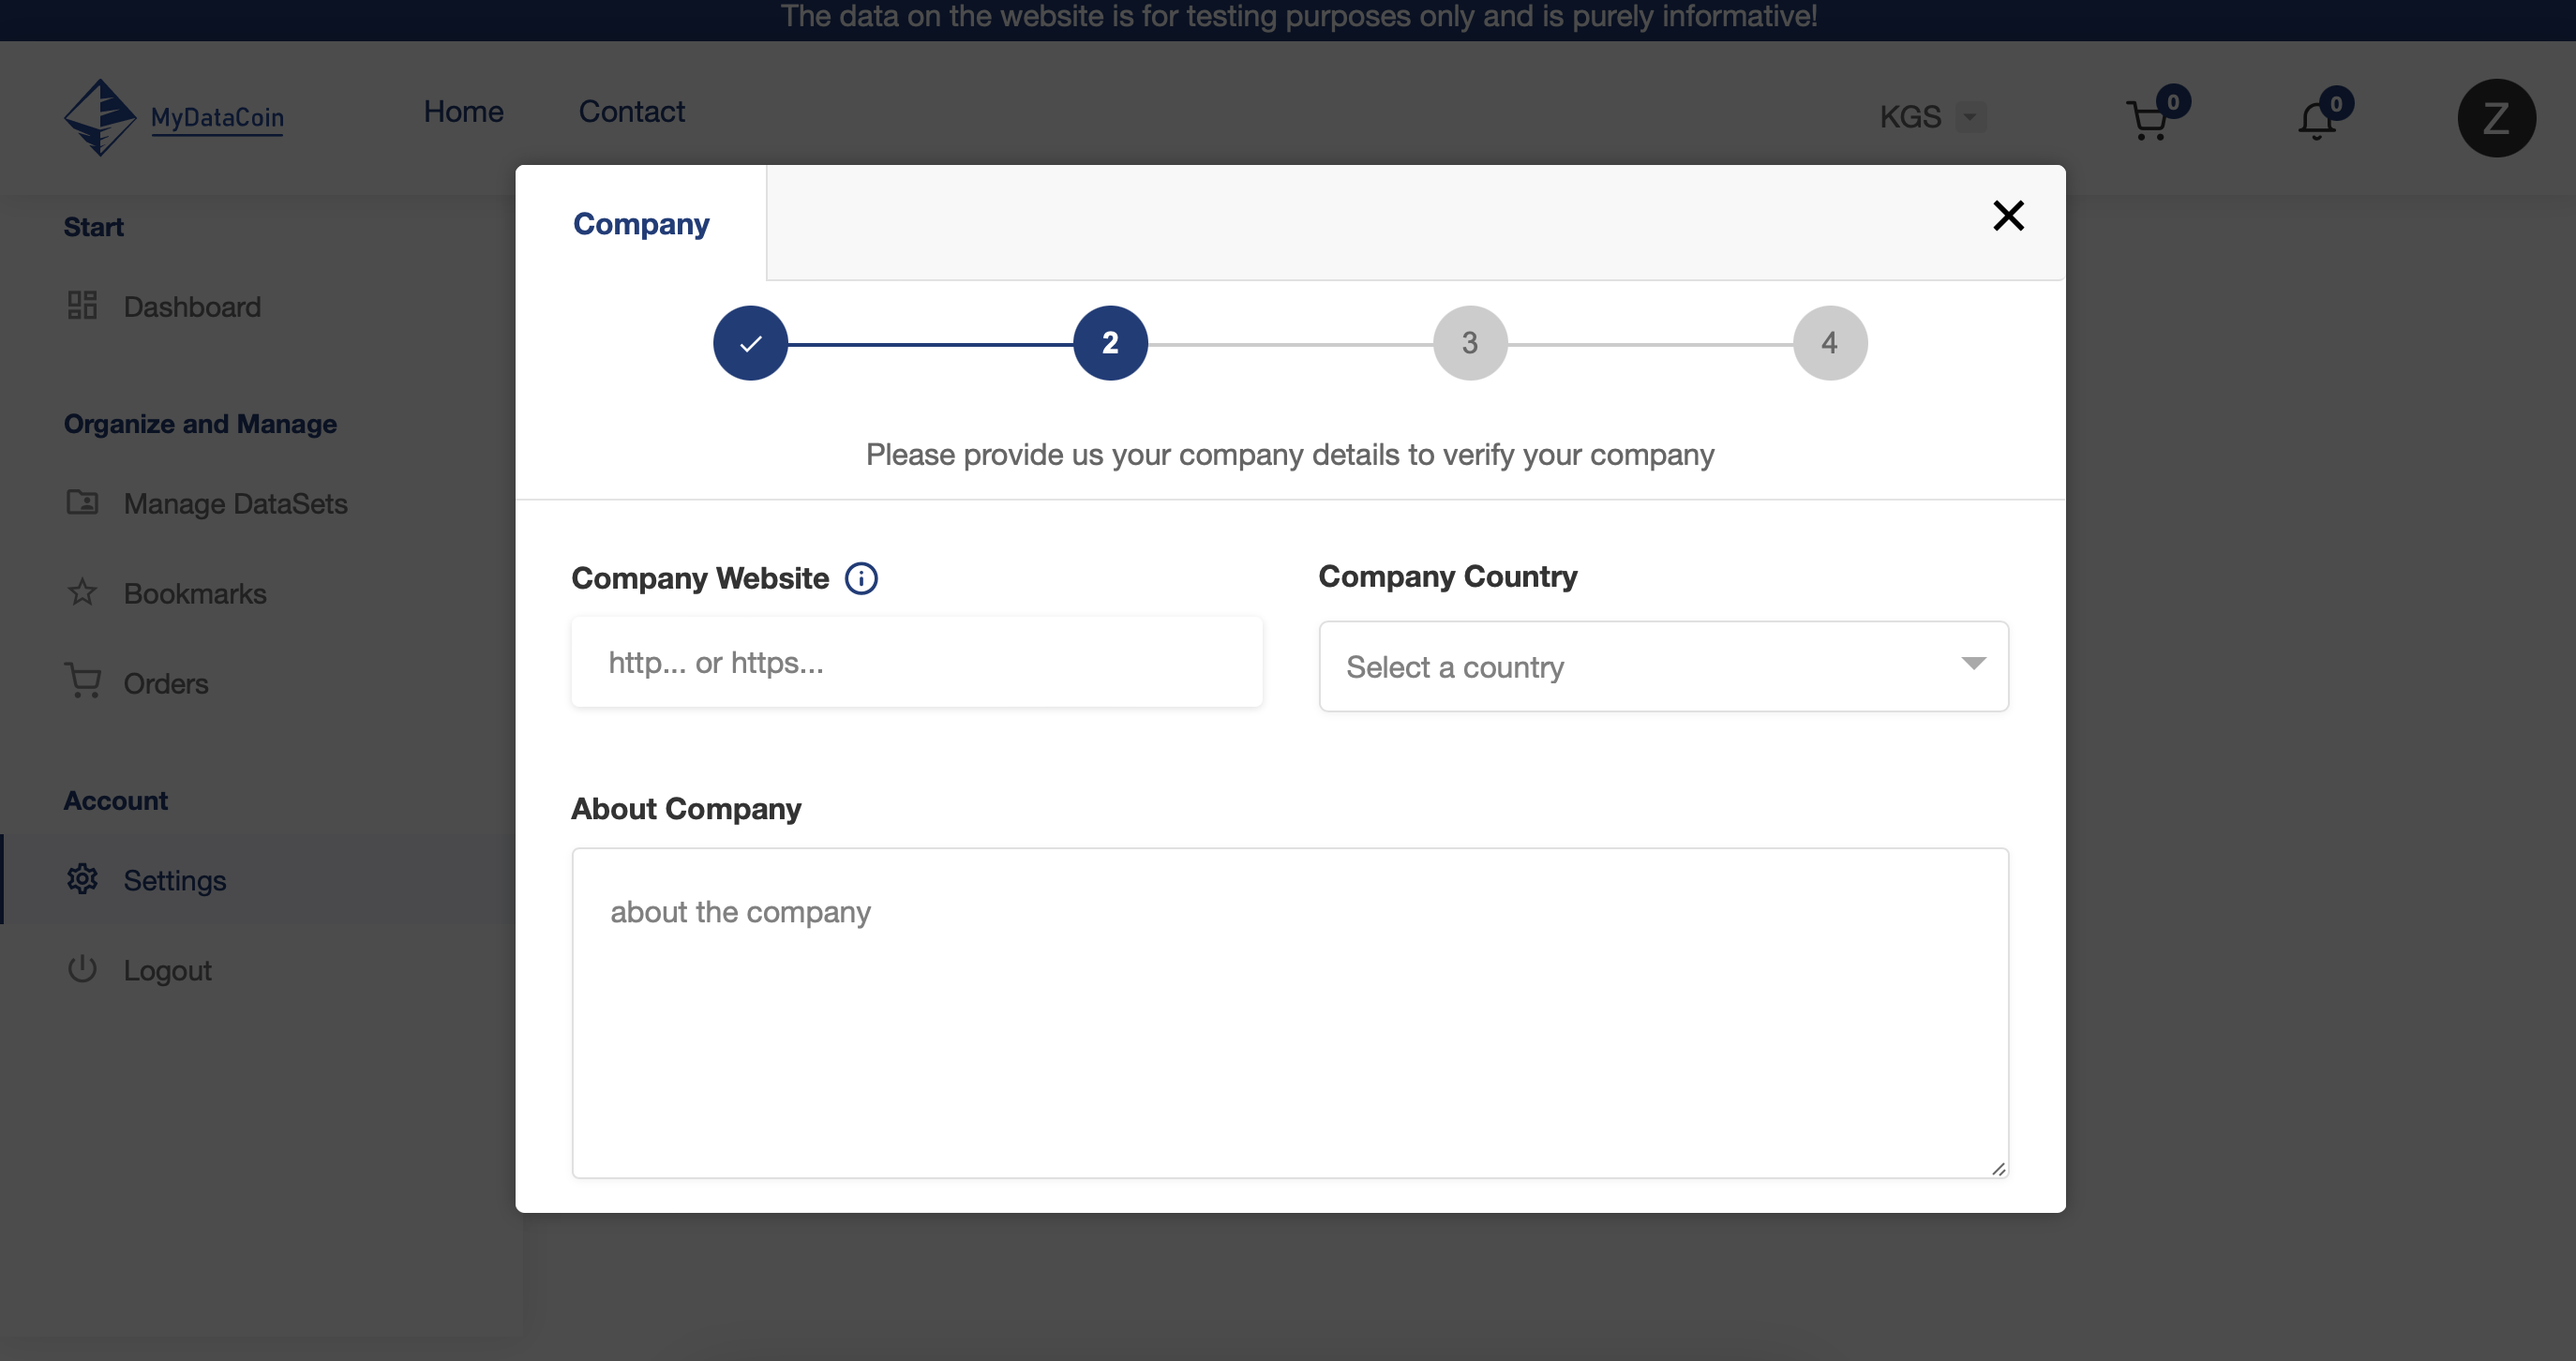 The data on the website is for testing purposes only and is purely informative!
MyDataCoin
Home
Contact
KGS
0
0
Z
Start
Dashboard
Organize and Manage
Manage DataSets
Bookmarks
Orders
Account
Settings
Logout
Company
2
3
4
Please provide us your company details to verify your company
Company Website
Company Country
http... or https...
Select a country
About Company
about the company